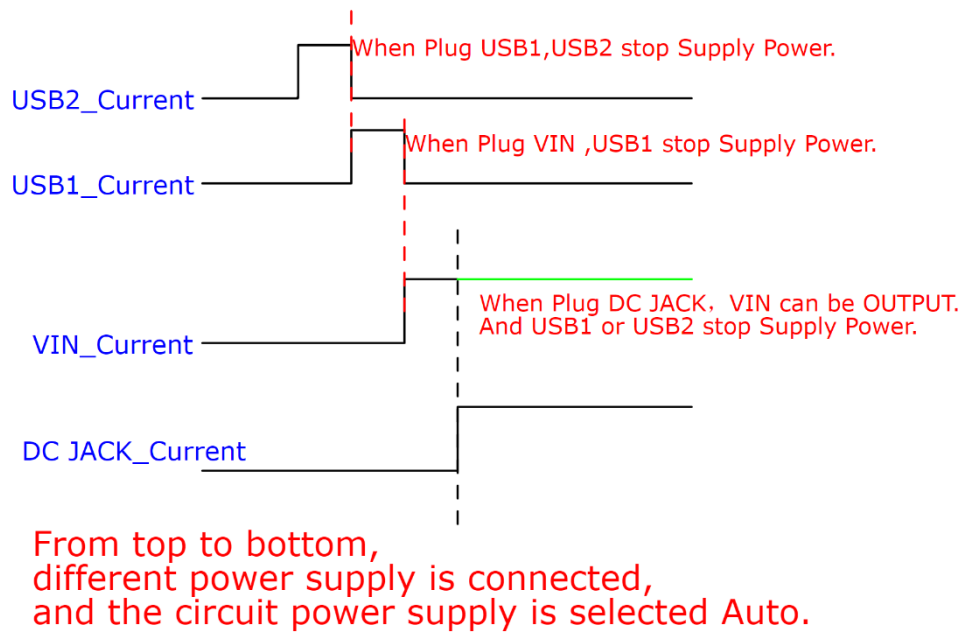 When Plug USB1,USB2 stop Supply Power.
USB2_Current
When Plug VIN ,USB1 stop Supply Power.
USB1_Current
When Plug DC JACK，VIN can be OUTPUT.
And USB1 or USB2 stop Supply Power.
VIN_Current
DC JACK_Current
From top to bottom,
different power supply is connected,
and the circuit power supply is selected Auto.